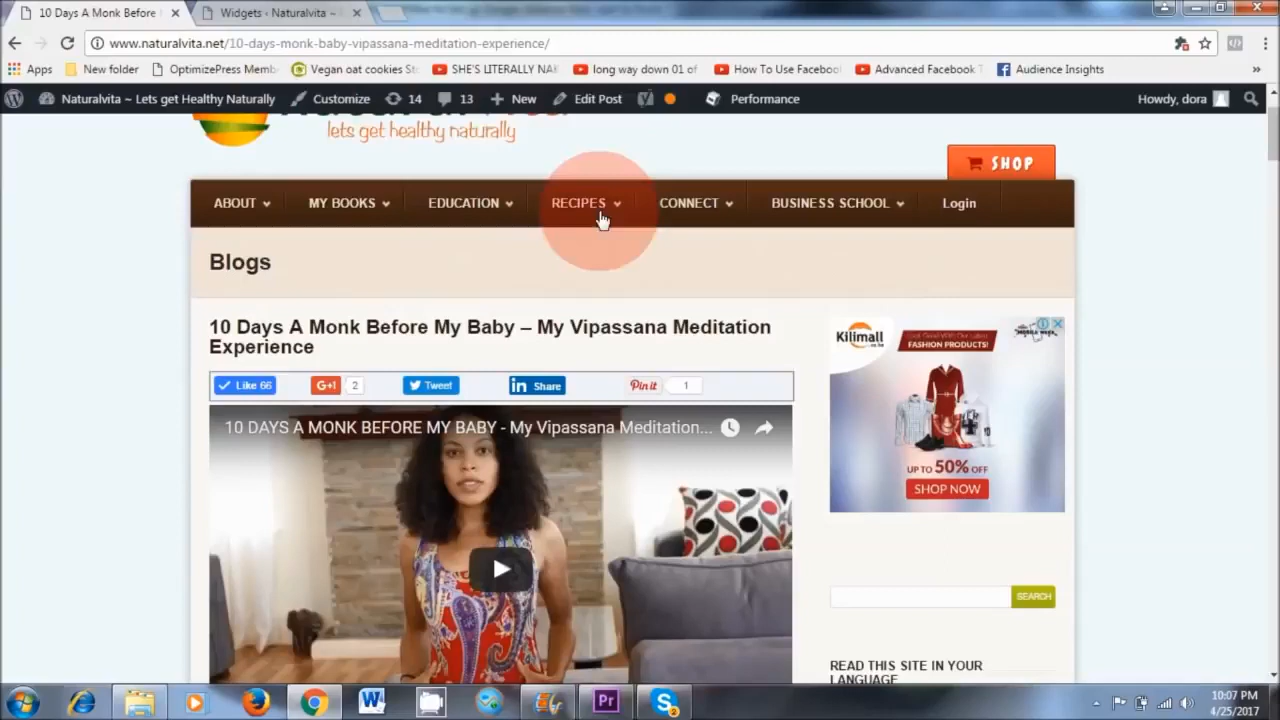 10 Days A Monk Before
Widgets ‹ Naturalvita ~
www.naturalvita.net/10-days-monk-baby-vipassana-meditation-experience/
Apps
New folder
OptimizePress Memb
Vegan oat cookies St
SHE'S LITERALLY NA
long way down 01 of
How To Use Faceboo
Advanced Facebook T
Audience Insights
»
Naturalvita ~ Lets get Healthy Naturally
Customize
14
13
New
Edit Post
Performance
Howdy, dora
lets get healthy naturally
SHOP
ABOUT
MY BOOKS
EDUCATION
RECIPES
CONNECT
BUSINESS SCHOOL
Login
Blogs
10 Days A Monk Before My Baby – My Vipassana Meditation
Experience
Like 66
G+1
2
Tweet
in Share
Pin it
1
10 DAYS A MONK BEFORE MY BABY - My Vipassana Meditation...
Kilimall
FASHION PRODUCTS!
UP TO 50% OFF
SHOP NOW
SEARCH
READ THIS SITE IN YOUR
LANGUAGE
W
Pr
S
2
10:07 PM
4/25/2017